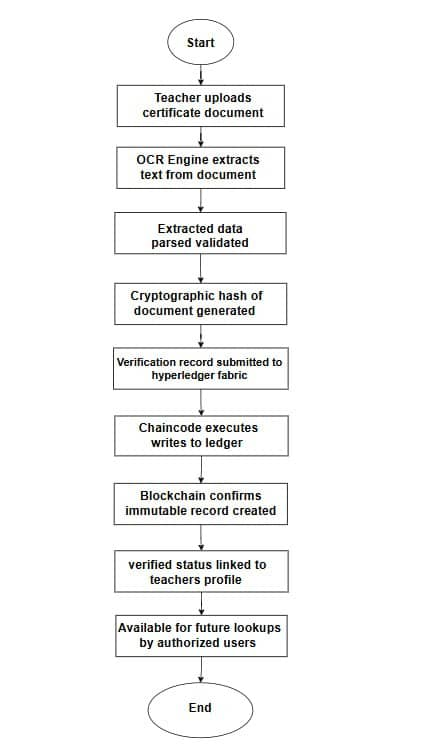 Start
Teacher uploads
certificate document
OCR Engine extracts
text from document
Extracted data
parsed validated
Cryptographic hash of
document generated
Verification record submitted to
hyperledger fabric
Chaincode executes
writes to ledger
Blockchain confirms
immutable record created
verified status linked to
teachers profile
Available for future lookups
by authorized users
End